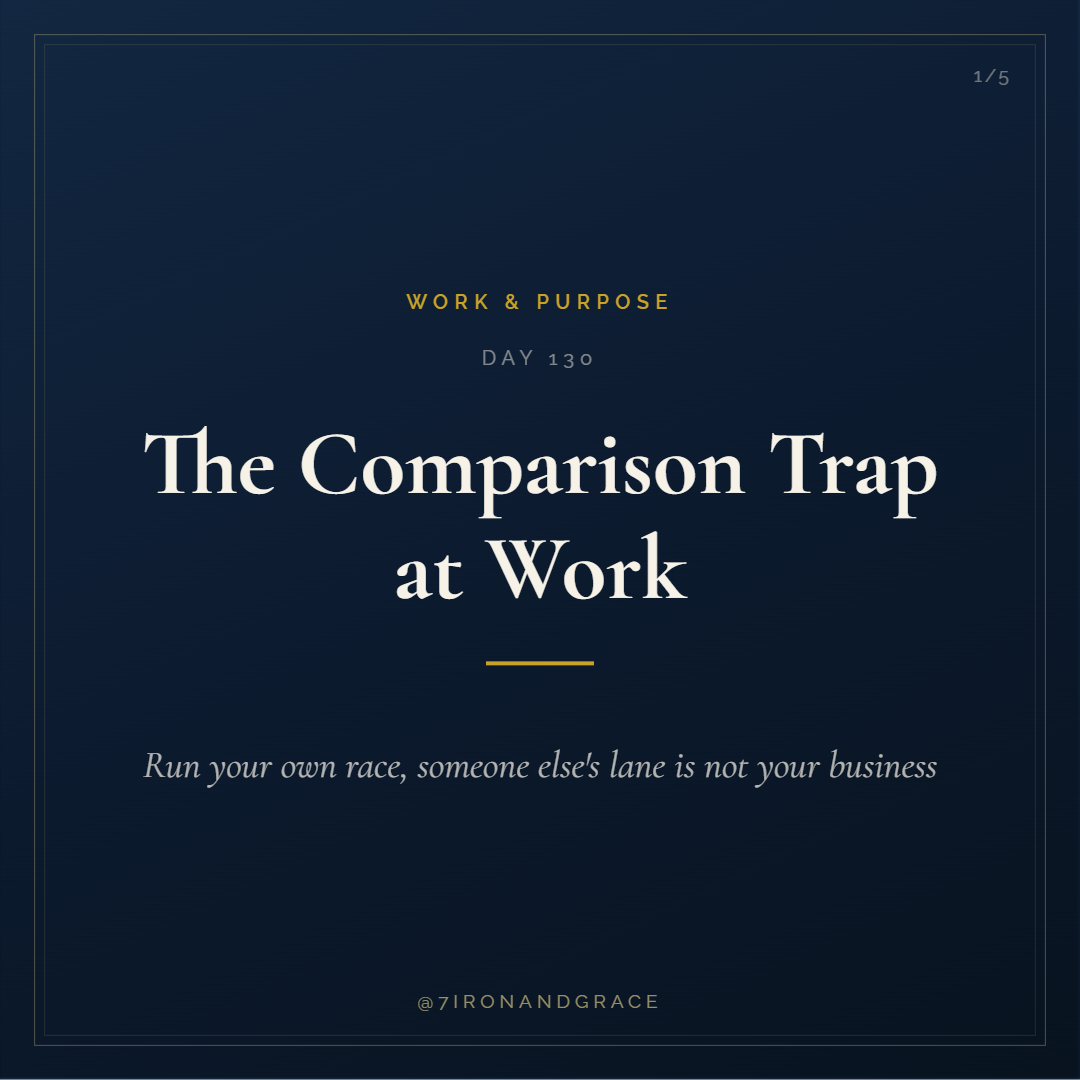 1/5
WORK & PURPOSE
DAY 130
The Comparison Trap
at Work
Run your own race, someone else's lane is not your business
@7IRONANDGRACE